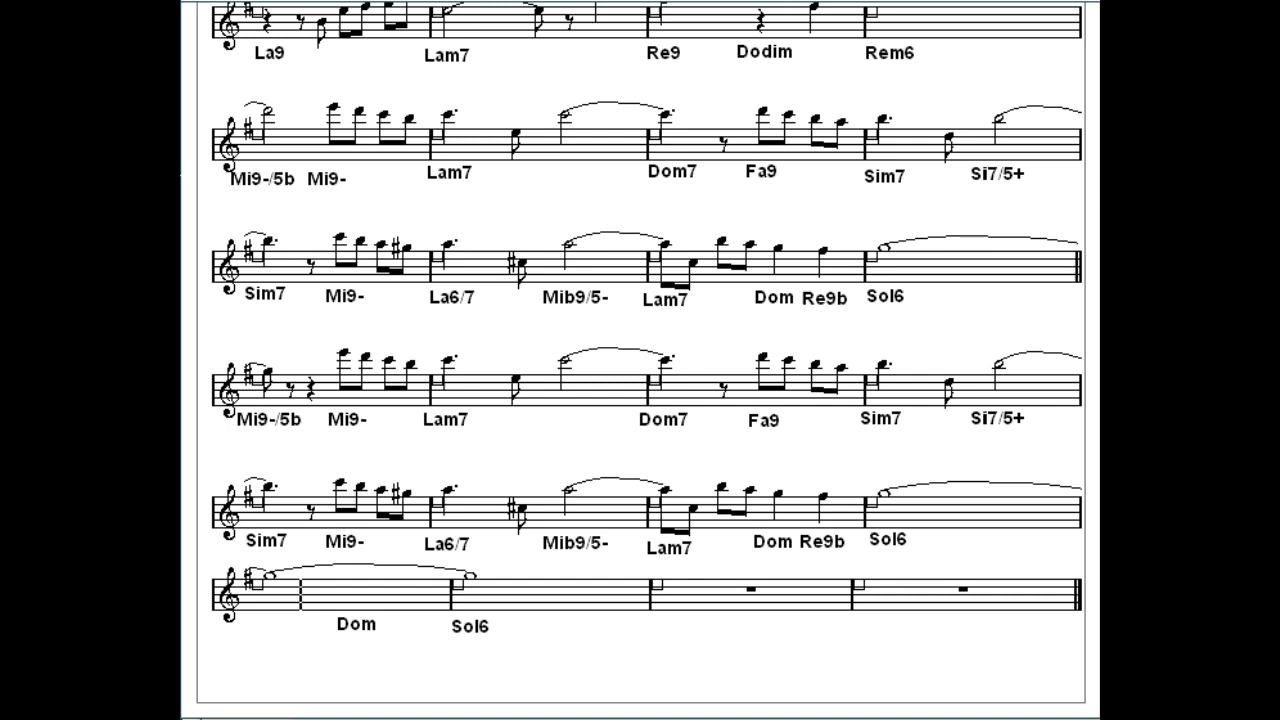 La9 Lam7 Re9 Dodim Rem6
Mi9-/5b Mi9- Lam7 Dom7 Fa9 Sim7 Si7/5+
Sim7 Mi9- La6/7 Mib9/5- Lam7 Dom Re9b Sol6
Mi9-/5b Mi9- Lam7 Dom7 Fa9 Sim7 Si7/5+
Sim7 Mi9- La6/7 Mib9/5- Lam7 Dom Re9b Sol6
Dom Sol6